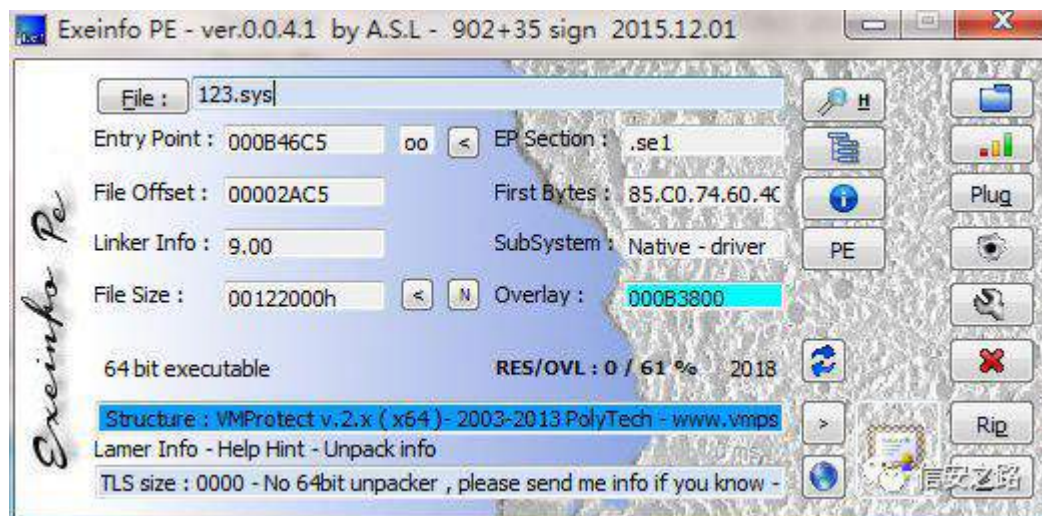 Exeinfo PE - ver.0.0.4.1 by A.S.L - 902+35 sign 2015.12.01
Exeinfo Pe
File : 123.sys
H
Entry Point : 000B46C5 oo < EP Section : .se1
File Offset : 00002AC5 First Bytes : 85.C0.74.60.4C
Plug
Linker Info : 9.00 SubSystem : Native - driver
PE
File Size : 00122000h < N Overlay : 000B3800
64 bit executable RES/OVL : 0 / 61 % 2018
Structure : VMProtect v.2.x ( x64 )- 2003-2013 PolyTech - www.vmps
> Rip
Lamer Info - Help Hint - Unpack info
TLS size : 0000 - No 64bit unpacker , please send me info if you know -
信安之路